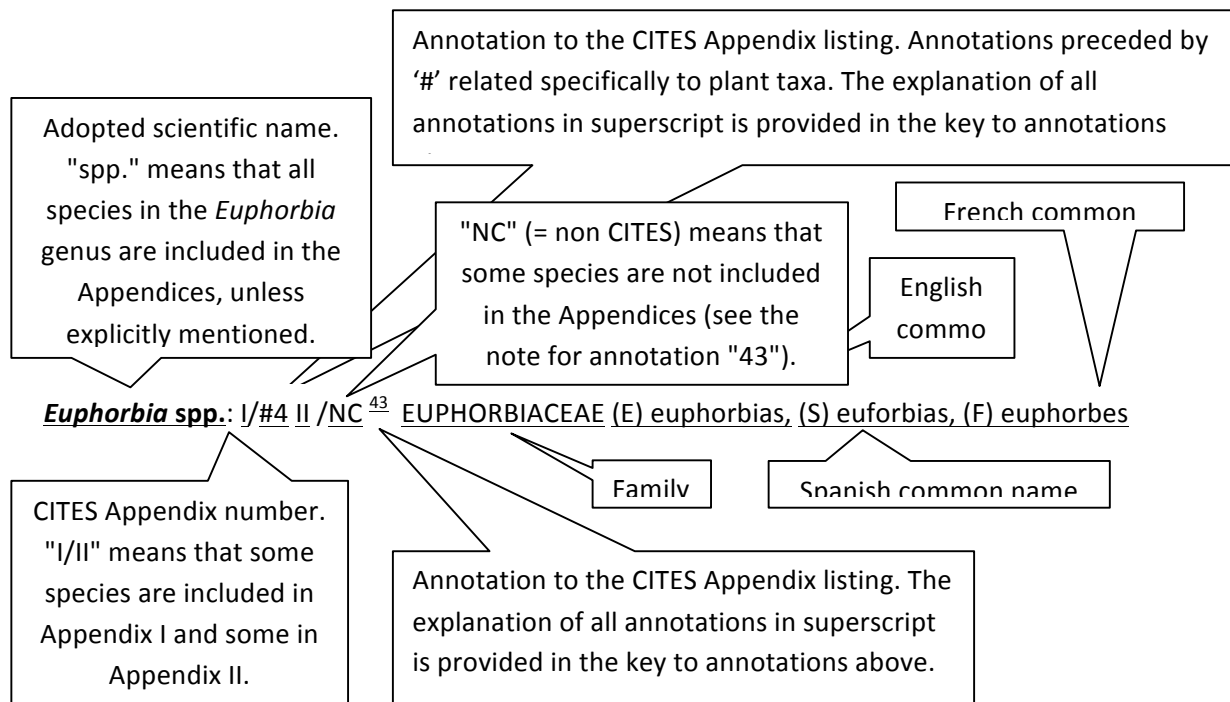 Annotation to the CITES Appendix listing. Annotations preceded by
‘#’ related specifically to plant taxa. The explanation of all
annotations in superscript is provided in the key to annotations
Adopted scientific name.
"spp." means that all
species in the Euphorbia
genus are included in the
Appendices, unless
explicitly mentioned.
"NC" (= non CITES) means that
some species are not included
in the Appendices (see the
note for annotation "43").
French common
English
commo
Euphorbia spp.: I/#4 II /NC 43 EUPHORBIACEAE (E) euphorbias, (S) euforbias, (F) euphorbes
CITES Appendix number.
"I/II" means that some
species are included in
Appendix I and some in
Appendix II.
Family
Spanish common name
Annotation to the CITES Appendix listing. The
explanation of all annotations in superscript
is provided in the key to annotations above.